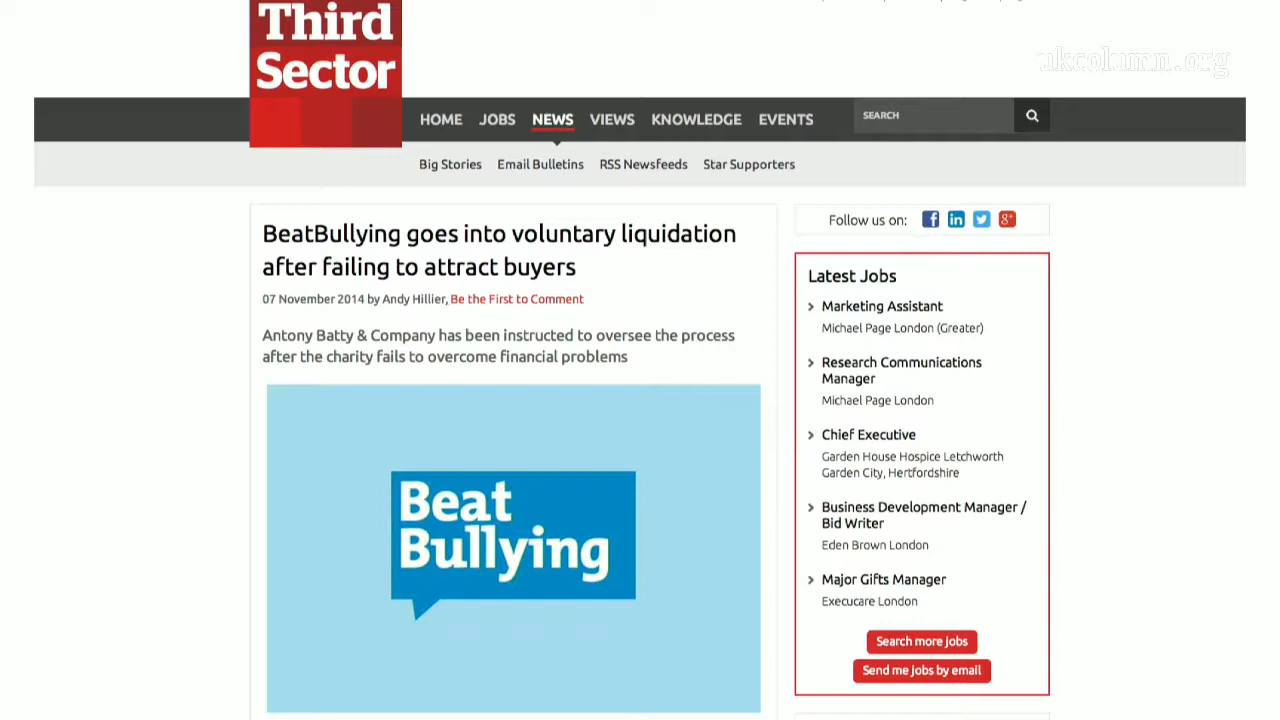 Third
Sector
ukcolumn.org
HOME JOBS NEWS VIEWS KNOWLEDGE EVENTS
SEARCH
Big Stories Email Bulletins RSS Newsfeeds Star Supporters
BeatBullying goes into voluntary liquidation
after failing to attract buyers
07 November 2014 by Andy Hillier, Be the First to Comment
Antony Batty & Company has been instructed to oversee the process
after the charity fails to overcome financial problems
Beat
Bullying
Follow us on:
Latest Jobs
Marketing Assistant
Michael Page London (Greater)
Research Communications
Manager
Michael Page London
Chief Executive
Garden House Hospice Letchworth
Garden City, Hertfordshire
Business Development Manager /
Bid Writer
Eden Brown London
Major Gifts Manager
Execucare London
Search more jobs
Send me jobs by email